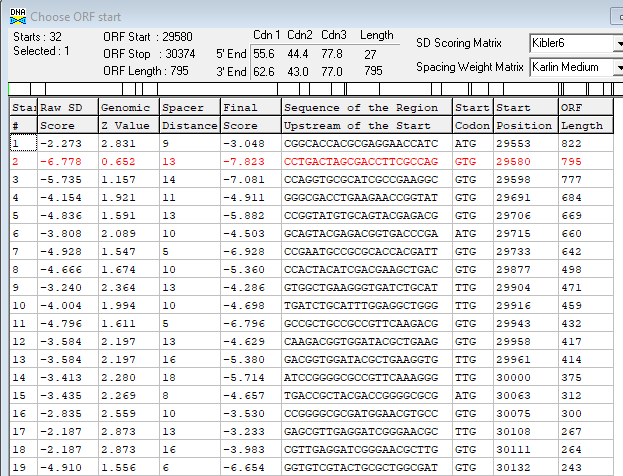 DNA Choose ORF start
Starts : 32 ORF Start : 29580 Cdn 1 Cdn2 Cdn3 Length SD Scoring Matrix Kibler6
Selected : 1 ORF Stop : 30374 5' End 55.6 44.4 77.8 27
ORF Length : 795 3' End 62.6 43.0 77.0 795 Spacing Weight Matrix Karlin Medium
Star Raw SD Genomic Spacer Final Sequence of the Region Start Start ORF
# Score Z Value Distance Score Upstream of the Start Codon Position Length
1 -2.273 2.831 9 -3.048 CGGCACCACGCGAGGAACCATC ATG 29553 822
2 -6.778 0.652 13 -7.823 CCTGACTAGCGACCTTCGCCAG GTG 29580 795
3 -5.735 1.157 14 -7.081 CCAGGTGCGCATCGCCGAAGGC GTG 29598 777
4 -4.154 1.921 11 -4.911 GGGCGACCTGAAGAACCGGTAT GTG 29691 684
5 -4.836 1.591 13 -5.882 CCGGTATGTGCAGTACGAGACG GTG 29706 669
6 -3.808 2.089 10 -4.503 GCAGTACGAGACGGTGACCCGA ATG 29715 660
7 -4.928 1.547 5 -6.928 CCGAATGCCGCGCACCACGATT GTG 29733 642
8 -4.666 1.674 10 -5.360 CCACTACATCGACGAAGCTGAC GTG 29877 498
9 -3.240 2.364 13 -4.286 GTGGCTGAAGGGTGATCTGCAT TTG 29904 471
10 -4.004 1.994 10 -4.698 TGATCTGCATTTGGAGGCTGGG TTG 29916 459
11 -4.796 1.611 5 -6.796 GCCGCTGCCGCCGTTCAAGACG GTG 29943 432
12 -3.584 2.197 13 -4.629 CAAGACGGTGGATACGCTGAAG GTG 29958 417
13 -3.584 2.197 16 -5.380 GACGGTGGATACGCTGAAGGTG TTG 29961 414
14 -3.413 2.280 18 -5.714 ATCCGGGGCGCCGTTCAAAGGG TTG 30000 375
15 -3.435 2.269 8 -4.657 TGACCGCTACGACCGGGGCGCG ATG 30063 312
16 -2.835 2.559 10 -3.530 CCGGGGCGCGATGGAACGTGCC GTG 30075 300
17 -2.187 2.873 13 -3.233 GAGCGTTGAGGATCGGGAACGC TTG 30108 267
18 -2.187 2.873 16 -3.983 CGTTGAGGATCGGGAACGCTTG GTG 30111 264
19 -4.910 1.556 6 -6.654 GGTGTCGTACTGCGCTGGCGAT GTG 30132 243